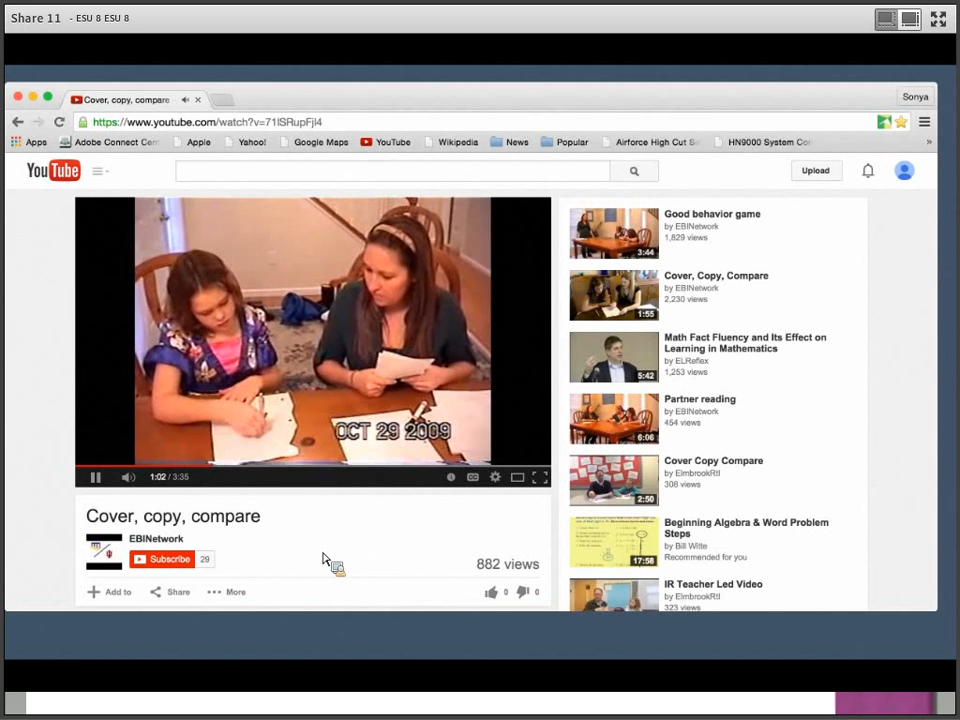 Share 11 - ESU 8 ESU 8
Cover, copy, compare
Sonya
https://www.youtube.com/watch?v=71lSRupFjl4
Apps Adobe Connect Cen Apple Yahoo! Google Maps YouTube Wikipedia News Popular Airforce High Cut S HN9000 System Co »
YouTube
Upload
OCT 29 2009
1:02 / 3:35
Cover, copy, compare
EBINetwork
Subscribe 29
882 views
Add to Share More 0 0
Good behavior game
by EBINetwork
1,829 views
3:44
Cover, Copy, Compare
by EBINetwork
2,230 views
1:55
Math Fact Fluency and Its Effect on
Learning in Mathematics
by ELReflex
1,253 views
5:42
Partner reading
by EBINetwork
454 views
6:06
Cover Copy Compare
by ElmbrookRtI
308 views
2:50
Beginning Algebra & Word Problem
Steps
by Bill Witte
Recommended for you
17:58
IR Teacher Led Video
by ElmbrookRtI
323 views